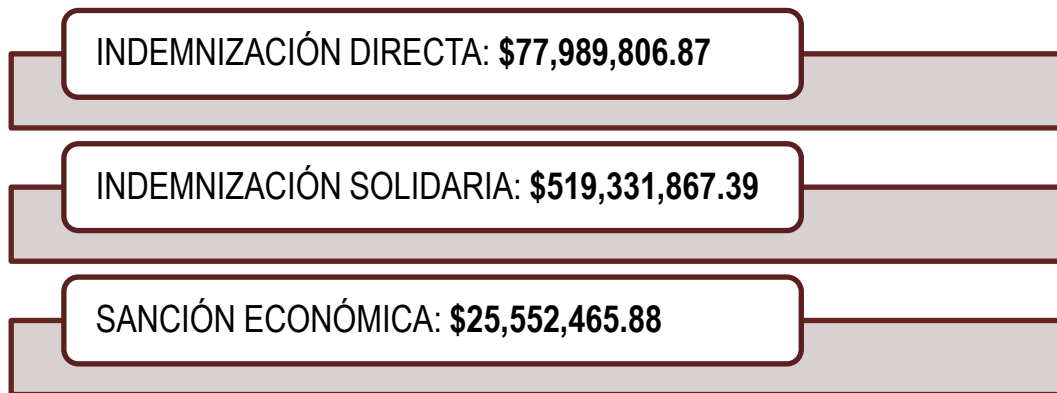 INDEMNIZACIÓN DIRECTA: $77,989,806.87
INDEMNIZACIÓN SOLIDARIA: $519,331,867.39
SANCIÓN ECONÓMICA: $25,552,465.88